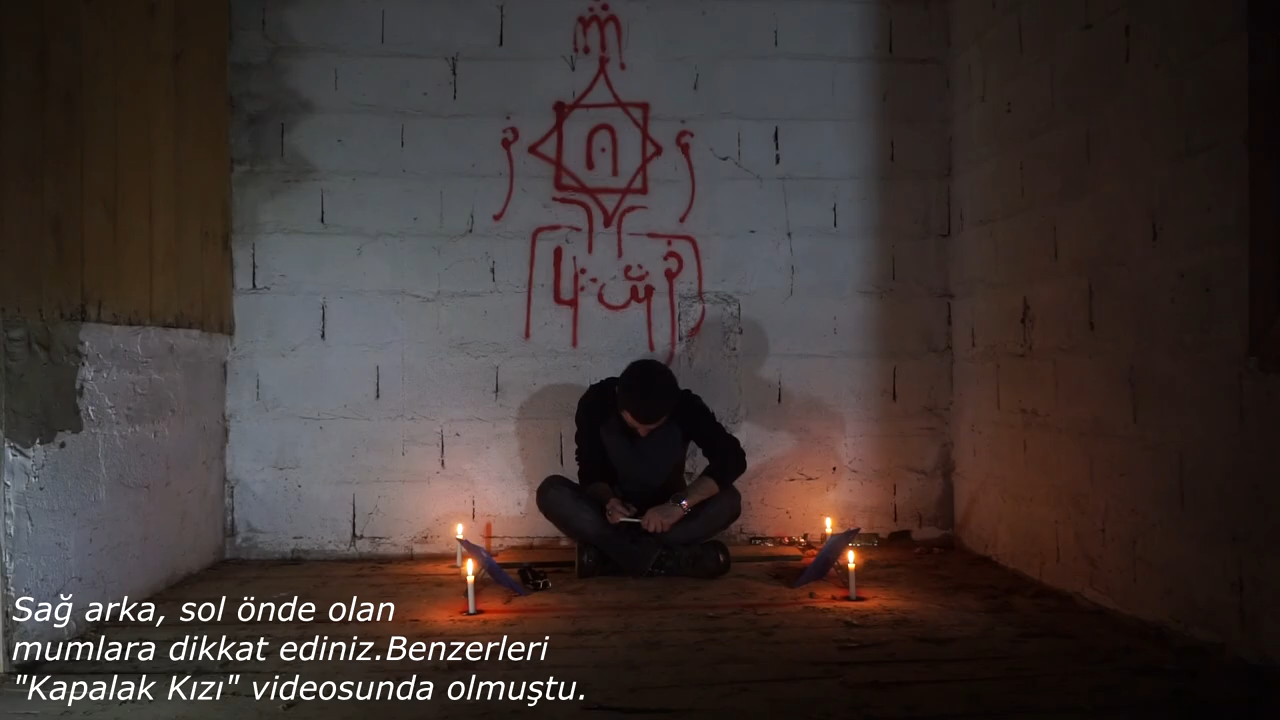 Sağ arka, sol önde olan
mumlara dikkat ediniz.Benzerleri
"Kapalak Kızı" videosunda olmuştu.